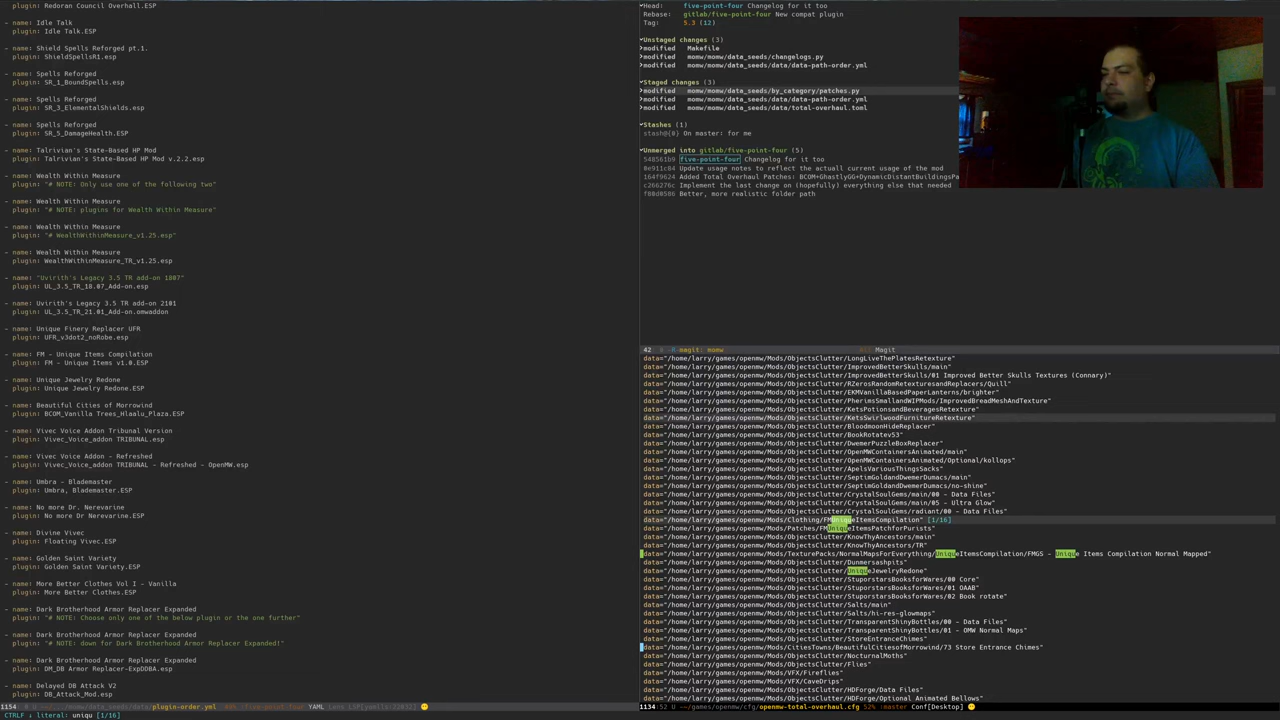 plugin: Redoran Council Overhall.ESP
- name: Idle Talk
plugin: Idle Talk.ESP
- name: Shield Spells Reforged pt.1.
plugin: ShieldSpellsR1.esp
- name: Spells Reforged
plugin: SR_1_BoundSpells.esp
- name: Spells Reforged
plugin: SR_3_ElementalShields.esp
- name: Spells Reforged
plugin: SR_5_DamageHealth.ESP
- name: Talrivian's State-Based HP Mod
plugin: Talrivian's State-Based HP Mod v.2.2.esp
- name: Wealth Within Measure
plugin: "# NOTE: Only use one of the following two"
- name: Wealth Within Measure
plugin: "# NOTE: plugins for Wealth Within Measure"
- name: Wealth Within Measure
plugin: "# WealthWithinMeasure_v1.25.esp"
- name: Wealth Within Measure
plugin: WealthWithinMeasure_TR_v1.25.esp
- name: "Uvirith's Legacy 3.5 TR add-on 1807"
plugin: UL_3.5_TR_18.07_Add-on.esp
- name: Uvirith's Legacy 3.5 TR add-on 2101
plugin: UL_3.5_TR_21.01_Add-on.omwaddon
- name: Unique Finery Replacer UFR
plugin: UFR_v3dot2_noRobe.esp
- name: FM - Unique Items Compilation
plugin: FM - Unique Items v1.0.ESP
- name: Unique Jewelry Redone
plugin: Unique Jewelry Redone.ESP
- name: Beautiful Cities of Morrowind
plugin: BCOM_Vanilla Trees_Hlaalu_Plaza.ESP
- name: Vivec Voice Addon Tribunal Version
plugin: Vivec_Voice_addon TRIBUNAL.esp
- name: Vivec Voice Addon - Refreshed
plugin: Vivec_Voice_addon TRIBUNAL - Refreshed - OpenMW.esp
- name: Umbra - Blademaster
plugin: Umbra, Blademaster.ESP
- name: No more Dr. Nerevarine
plugin: No more Dr Nerevarine.ESP
- name: Divine Vivec
plugin: Floating Vivec.ESP
- name: Golden Saint Variety
plugin: Golden Saint Variety.ESP
- name: More Better Clothes Vol I - Vanilla
plugin: More Better Clothes.ESP
- name: Dark Brotherhood Armor Replacer Expanded
plugin: "# NOTE: Choose only one of the below plugin or the one further"
- name: Dark Brotherhood Armor Replacer Expanded
plugin: "# NOTE: down for Dark Brotherhood Armor Replacer Expanded!"
- name: Dark Brotherhood Armor Replacer Expanded
plugin: DM_DB Armor Replacer-ExpDDBA.esp
- name: Delayed DB Attack V2
plugin: DB_Attack_Mod.esp
plugin-order.yml
five-point-four YAML
CTRLF ↓ literal: uniqu [1/16]
Head: five-point-four Changelog for it too
Rebase: gitlab/five-point-four New compat plugin
Tag: 5.3 (12)
Unstaged changes (3)
modified Makefile
modified momw/momw/data_seeds/changelogs.py
modified momw/momw/data_seeds/data/data-path-order.yml
Staged changes (3)
modified momw/momw/data_seeds/by_category/patches.py
modified momw/momw/data_seeds/data/data-path-order.yml
modified momw/momw/data_seeds/data/total-overhaul.toml
Stashes (1)
stash@{0} On master: for me
Unmerged into gitlab/five-point-four (5)
548561b9 five-point-four Changelog for it too
0e911c84 Update usage notes to reflect the actuall current usage of the mod
164f9624 Added Total Overhaul Patches: BCOM+GhastlyGG+DynamicDistantBuildingsPa
c266276c Implement the last change on (hopefully) everything else that needed
f88d0586 Better, more realistic folder path
42 magit: momw Magit
data="/home/larry/games/openmw/Mods/ObjectsClutter/LongLiveThePlatesRetexture"
data="/home/larry/games/openmw/Mods/ObjectsClutter/ImprovedBetterSkulls/main"
data="/home/larry/games/openmw/Mods/ObjectsClutter/ImprovedBetterSkulls/01 Improved Better Skulls Textures (Connary)"
data="/home/larry/games/openmw/Mods/ObjectsClutter/RZerosRandomRetexturesandReplacers/Quill"
data="/home/larry/games/openmw/Mods/ObjectsClutter/EKMVanillaBasedPaperLanterns/brighter"
data="/home/larry/games/openmw/Mods/ObjectsClutter/PherimsSmallandWIPMods/ImprovedBreadMeshAndTexture"
data="/home/larry/games/openmw/Mods/ObjectsClutter/KetsPotionsandBeveragesRetexture"
data="/home/larry/games/openmw/Mods/ObjectsClutter/KetsSwirlwoodFurnitureRetexture"
data="/home/larry/games/openmw/Mods/ObjectsClutter/BloodmoonHideReplacer"
data="/home/larry/games/openmw/Mods/ObjectsClutter/BookRotatev53"
data="/home/larry/games/openmw/Mods/ObjectsClutter/DwemerPuzzleBoxReplacer"
data="/home/larry/games/openmw/Mods/ObjectsClutter/OpenMWContainersAnimated/main"
data="/home/larry/games/openmw/Mods/ObjectsClutter/OpenMWContainersAnimated/Optional/kollops"
data="/home/larry/games/openmw/Mods/ObjectsClutter/ApelsVariousThingsSacks"
data="/home/larry/games/openmw/Mods/ObjectsClutter/SeptimGoldandDwemerDumacs/main"
data="/home/larry/games/openmw/Mods/ObjectsClutter/SeptimGoldandDwemerDumacs/no-shine"
data="/home/larry/games/openmw/Mods/ObjectsClutter/CrystalSoulGems/main/00 - Data Files"
data="/home/larry/games/openmw/Mods/ObjectsClutter/CrystalSoulGems/main/05 - Ultra Glow"
data="/home/larry/games/openmw/Mods/ObjectsClutter/CrystalSoulGems/radiant/00 - Data Files"
data="/home/larry/games/openmw/Mods/Clothing/FMUniqueItemsCompilation" [1/16]
data="/home/larry/games/openmw/Mods/Patches/FMUniqueItemsPatchforPurists"
data="/home/larry/games/openmw/Mods/ObjectsClutter/KnowThyAncestors/main"
data="/home/larry/games/openmw/Mods/ObjectsClutter/KnowThyAncestors/TR"
data="/home/larry/games/openmw/Mods/TexturePacks/NormalMapsForEverything/UniqueItemsCompilation/FMGS - Unique Items Compilation Normal Mapped"
data="/home/larry/games/openmw/Mods/ObjectsClutter/Dunmersashpits"
data="/home/larry/games/openmw/Mods/ObjectsClutter/UniqueJewelryRedone"
data="/home/larry/games/openmw/Mods/ObjectsClutter/StuporstarsBooksforWares/00 Core"
data="/home/larry/games/openmw/Mods/ObjectsClutter/StuporstarsBooksforWares/01 OAAB"
data="/home/larry/games/openmw/Mods/ObjectsClutter/StuporstarsBooksforWares/02 Book rotate"
data="/home/larry/games/openmw/Mods/ObjectsClutter/Salts/main"
data="/home/larry/games/openmw/Mods/ObjectsClutter/Salts/hi-res-glowmaps"
data="/home/larry/games/openmw/Mods/ObjectsClutter/TransparentShinyBottles/00 - Data Files"
data="/home/larry/games/openmw/Mods/ObjectsClutter/TransparentShinyBottles/01 - OMW Normal Maps"
data="/home/larry/games/openmw/Mods/ObjectsClutter/StoreEntranceChimes"
data="/home/larry/games/openmw/Mods/CitiesTowns/BeautifulCitiesofMorrowind/73 Store Entrance Chimes"
data="/home/larry/games/openmw/Mods/ObjectsClutter/NocturnalMoths"
data="/home/larry/games/openmw/Mods/ObjectsClutter/Flies"
data="/home/larry/games/openmw/Mods/VFX/Fireflies"
data="/home/larry/games/openmw/Mods/VFX/CaveDrips"
data="/home/larry/games/openmw/Mods/ObjectsClutter/HDForge/Data Files"
data="/home/larry/games/openmw/Mods/ObjectsClutter/HDForge/Optional Animated Bellows"
1134:52 U ~/games/openmw/cfg/openmw-total-overhaul.cfg 52% :master Conf[Desktop]